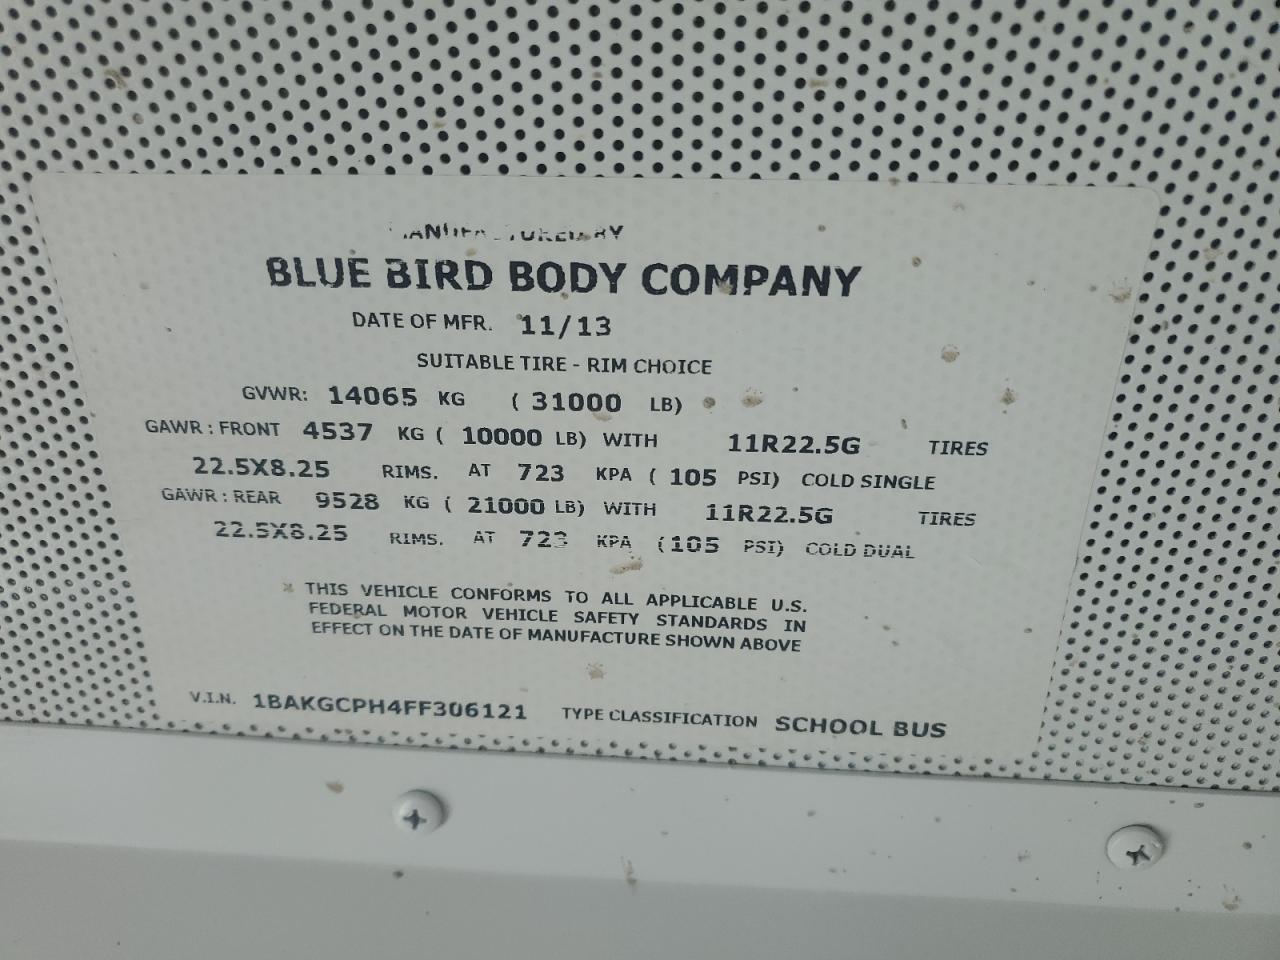 MANUFACTURED BY
BLUE BIRD BODY COMPANY
DATE OF MFR. 11/13
SUITABLE TIRE - RIM CHOICE
GVWR: 14065 KG ( 31000 LB)
GAWR : FRONT 4537 KG ( 10000 LB) WITH 11R22.5G TIRES
22.5X8.25 RIMS. AT 723 KPA ( 105 PSI) COLD SINGLE
GAWR : REAR 9528 KG ( 21000 LB) WITH 11R22.5G TIRES
22.5X8.25 RIMS. AT 723 KPA (105 PSI) COLD DUAL
THIS VEHICLE CONFORMS TO ALL APPLICABLE U.S.
FEDERAL MOTOR VEHICLE SAFETY STANDARDS IN
EFFECT ON THE DATE OF MANUFACTURE SHOWN ABOVE
V.I.N. 1BAKGCPH4FF306121 TYPE CLASSIFICATION SCHOOL BUS